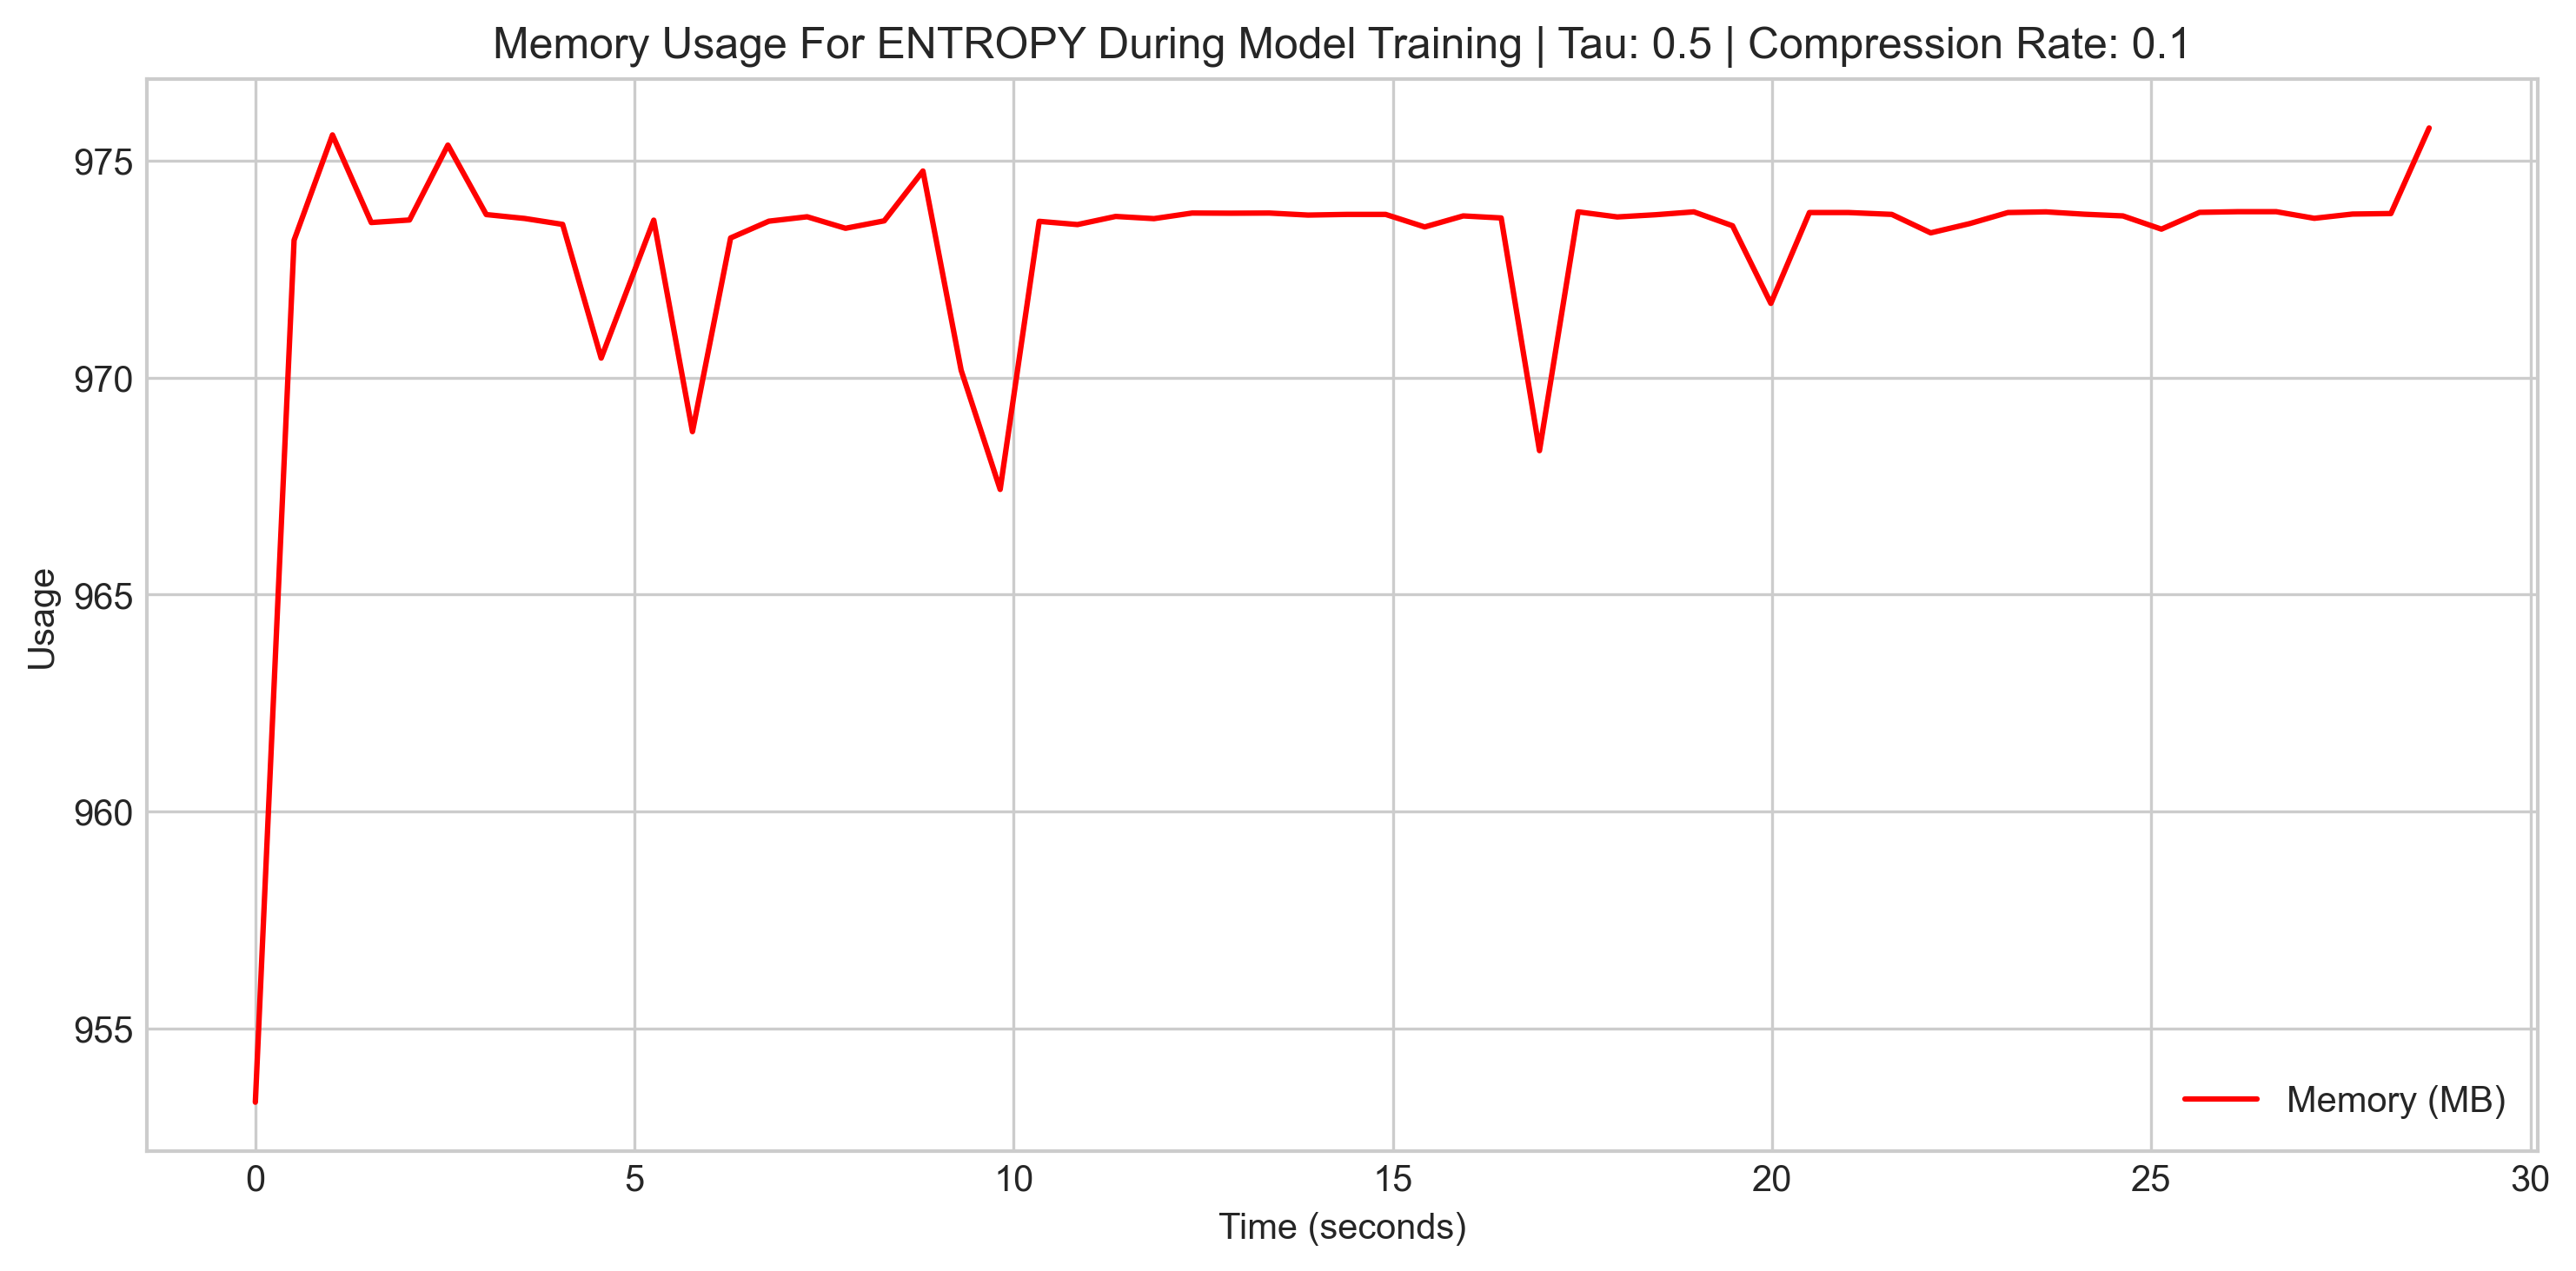 Memory Usage For ENTROPY During Model Training | Tau: 0.5 | Compression Rate: 0.1
975
970
965
960
955
Usage
Memory (MB)
0 5 10 15 20 25 30
Time (seconds)